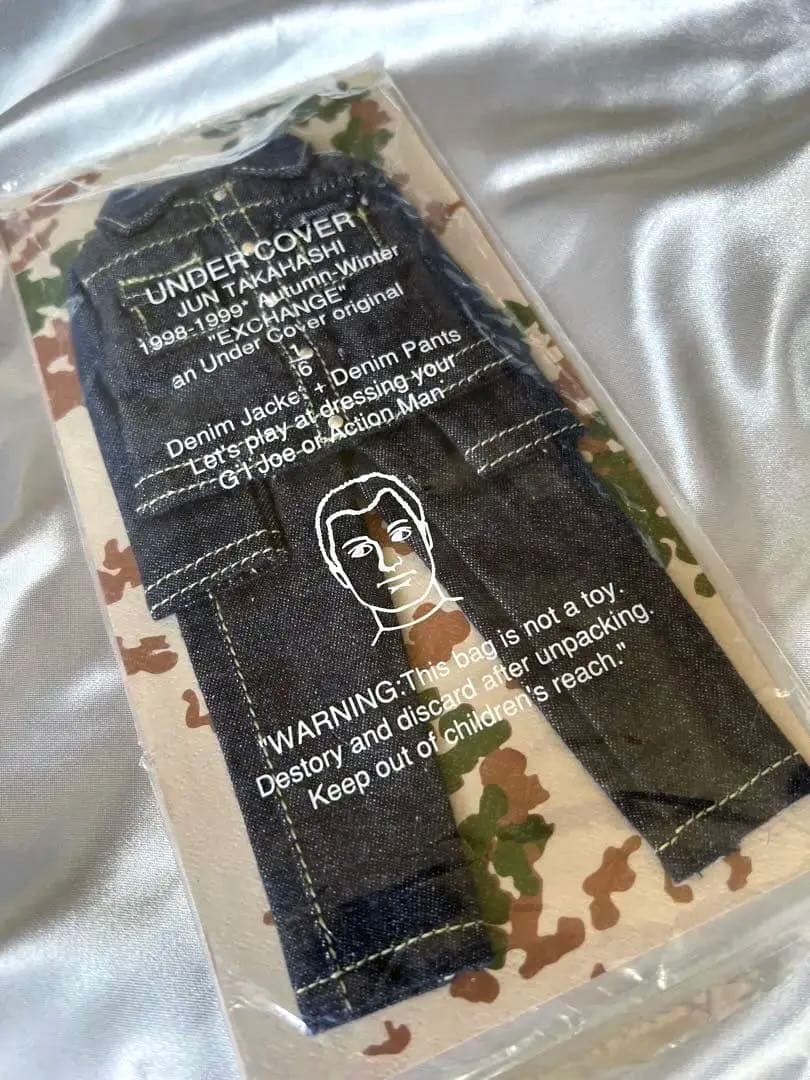 UNDER COVER
JUN TAKAHASHI
1998-1999* Autumn-Winter
"EXCHANGE"
an Under Cover original
1
6
Denim Jacket + Denim Pants
Let's play at dressing your
G I Joe or Action Man
"WARNING:This bag is not a toy.
Destory and discard after unpacking.
Keep out of children's reach."